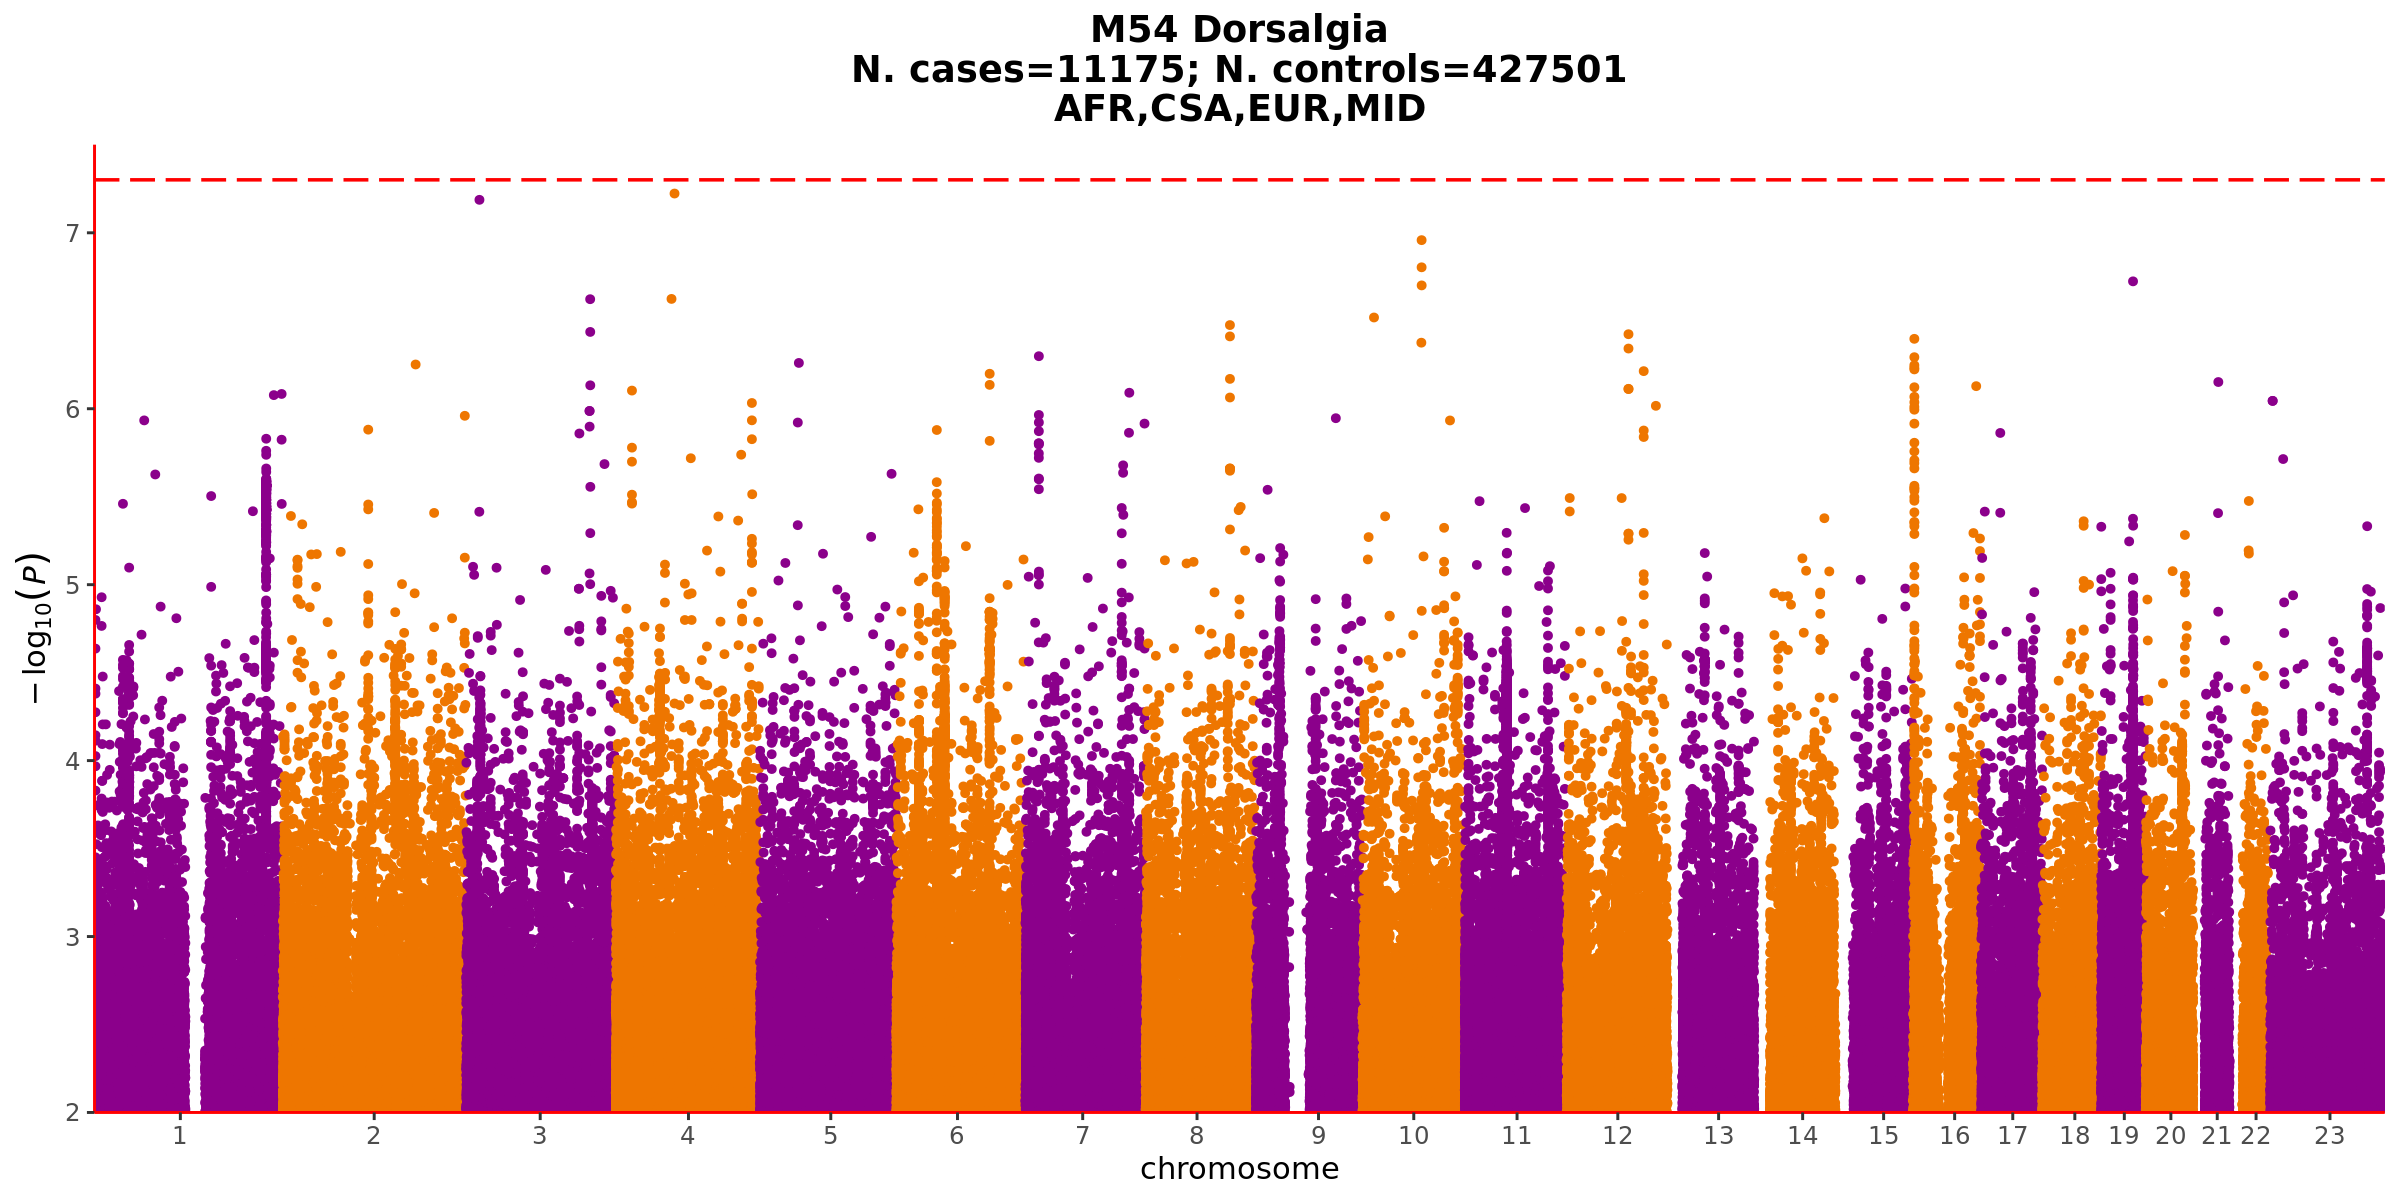 M54 Dorsalgia
N. cases=11175; N. controls=427501
AFR,CSA,EUR,MID
− log10(P)
7
6
5
4
3
2
1 2 3 4 5 6 7 8 9 10 11 12 13 14 15 16 17 18 19 20 21 22 23
chromosome